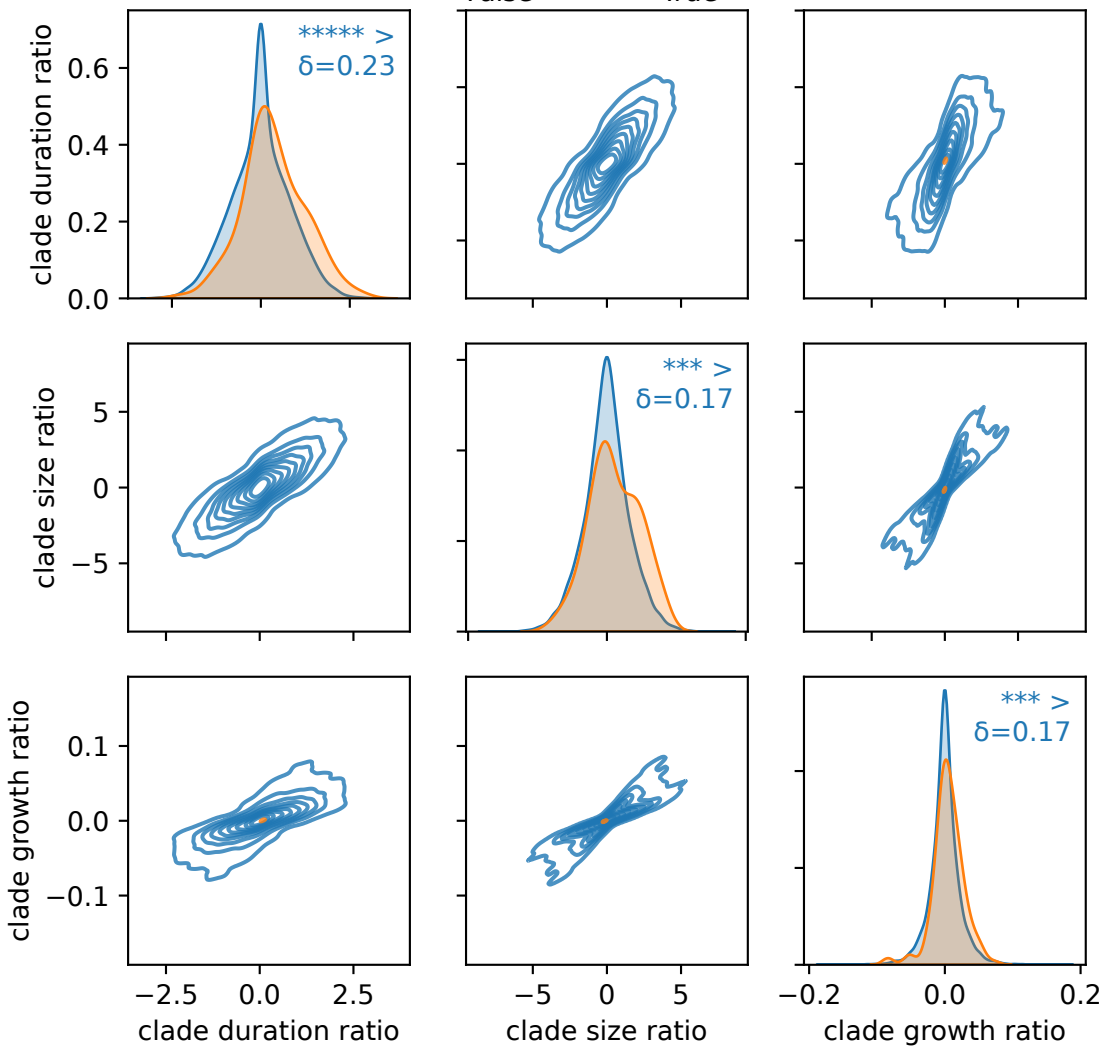 clade duration ratio
0.6
0.4
0.2
0.0
***** >
δ=0.23
clade size ratio
5
0
−5
*** >
δ=0.17
clade growth ratio
0.1
0.0
−0.1
*** >
δ=0.17
−2.5 0.0 2.5
−5 0 5
−0.2 0.0 0.2
clade duration ratio
clade size ratio
clade growth ratio